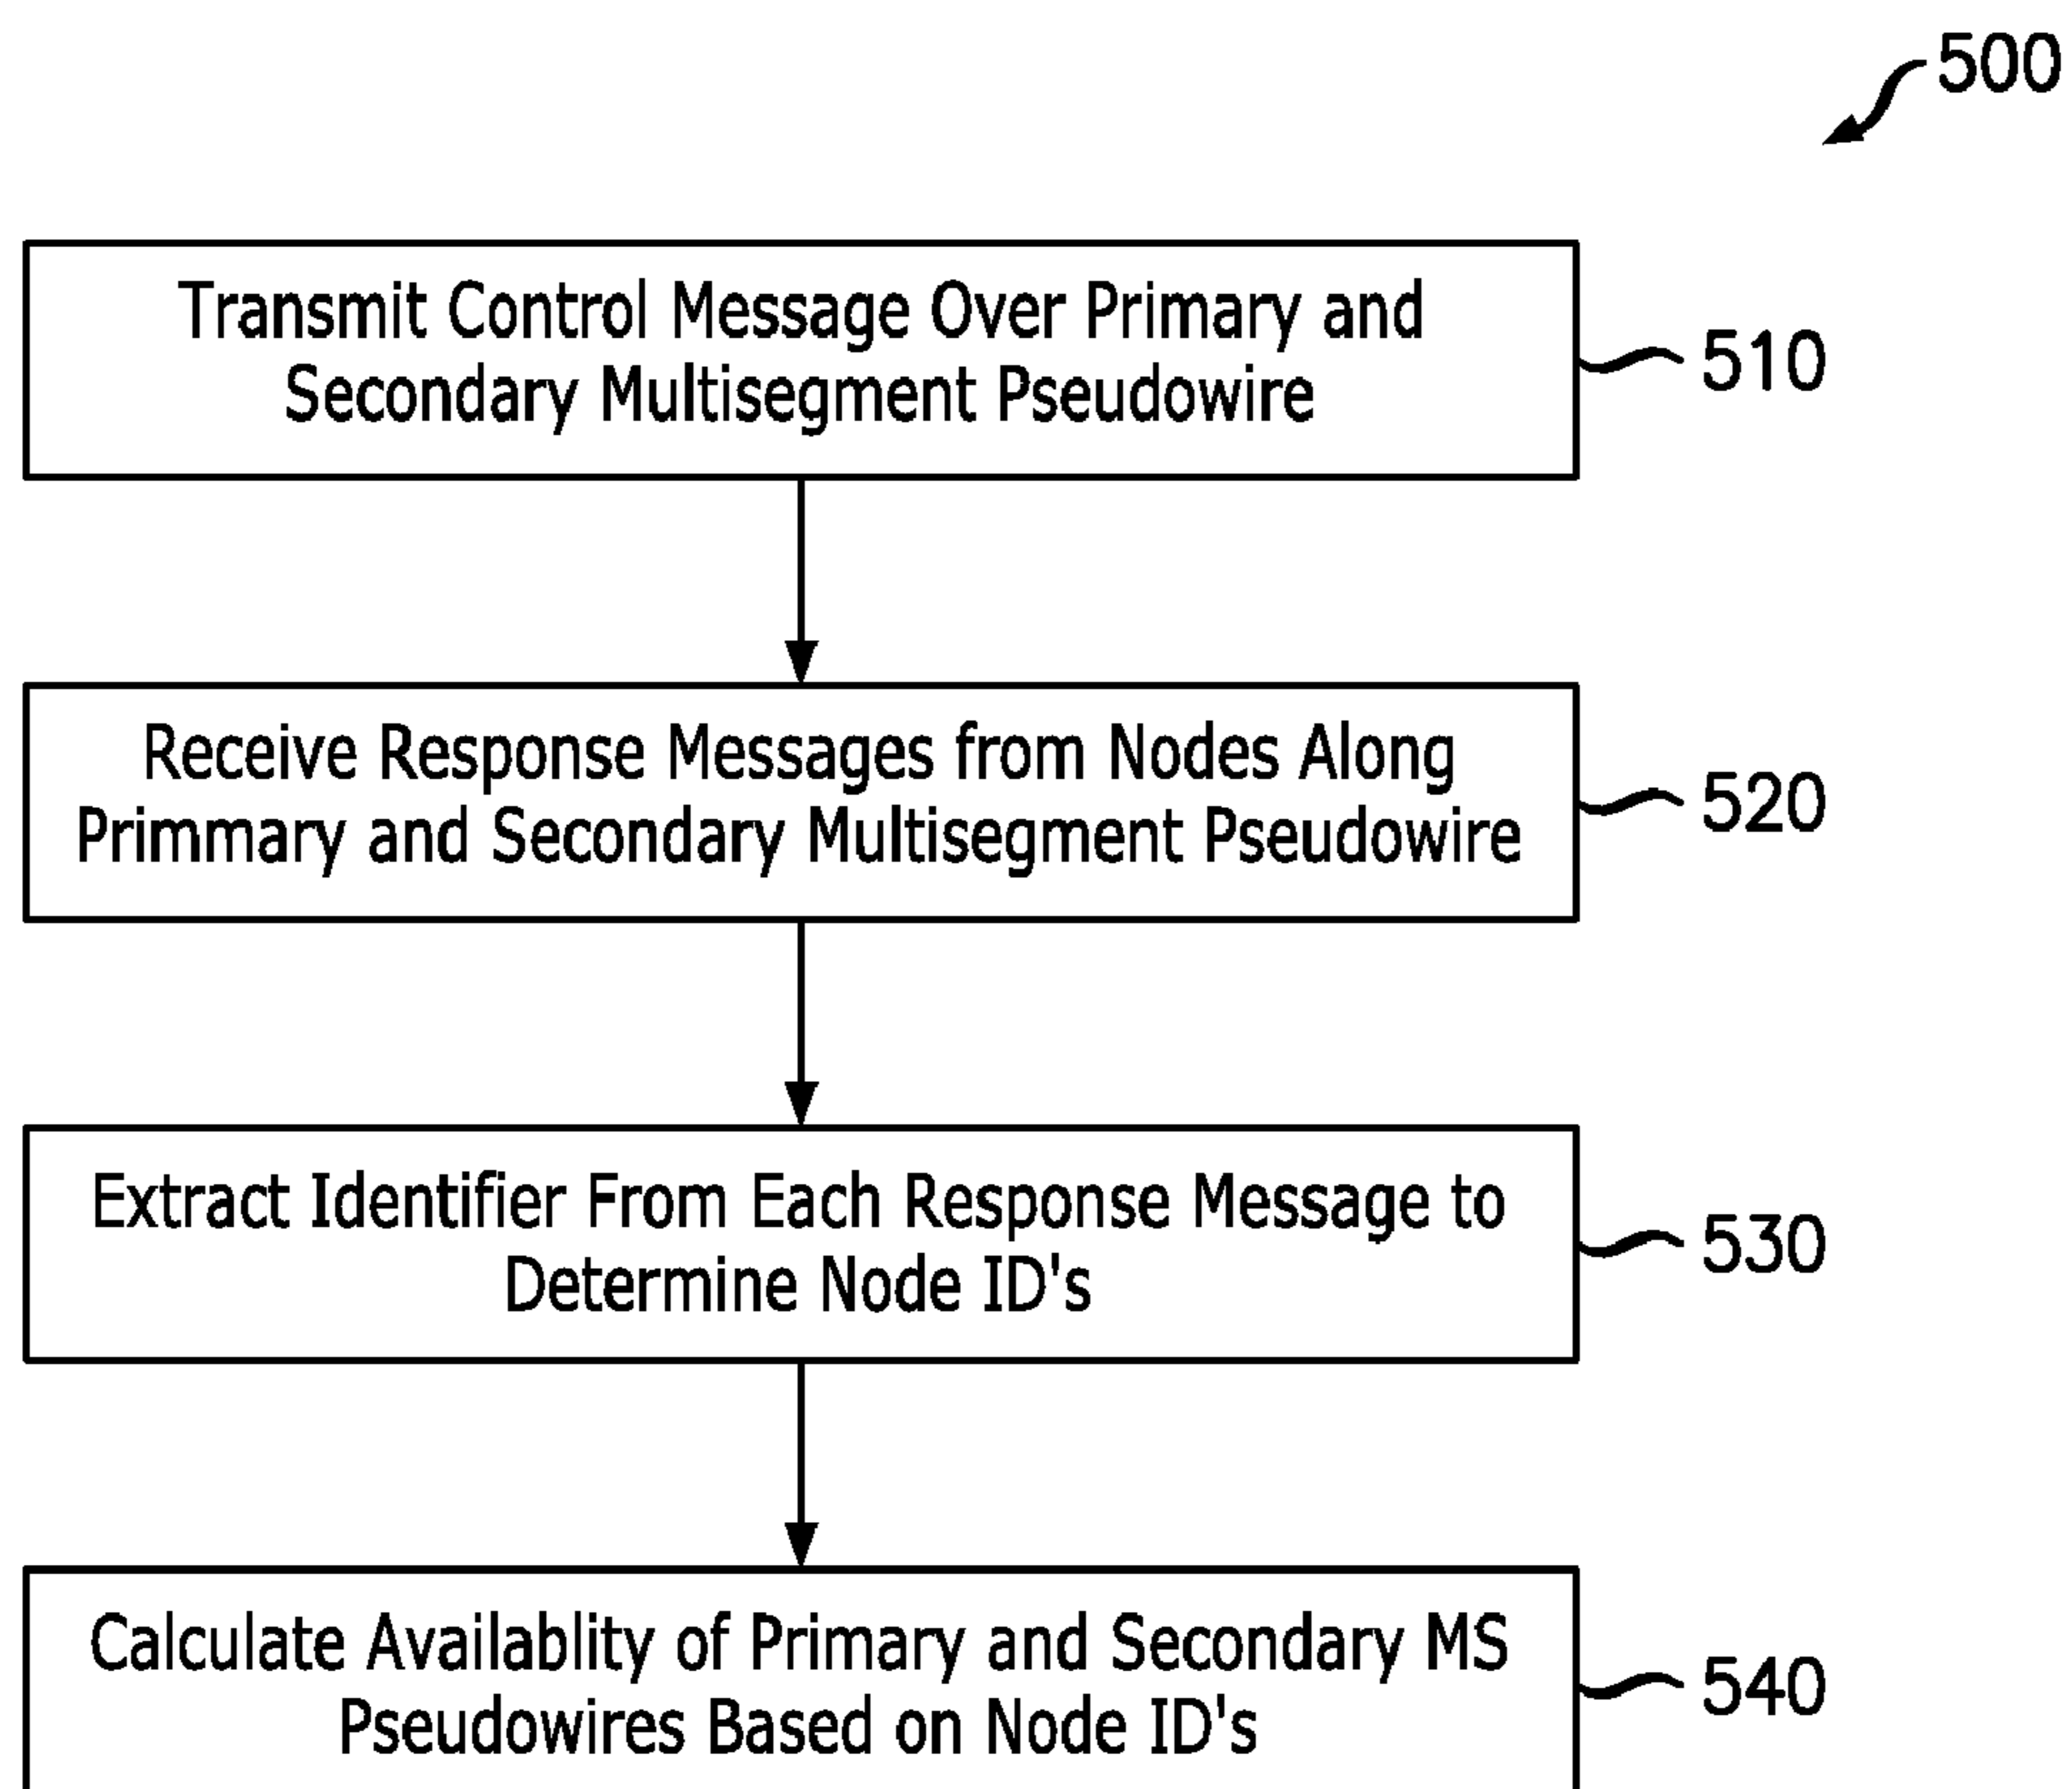 500
Transmit Control Message Over Primary and
Secondary Multisegment Pseudowire
510
Receive Response Messages from Nodes Along
Primmary and Secondary Multisegment Pseudowire
520
Extract Identifier From Each Response Message to
Determine Node ID's
530
Calculate Availablity of Primary and Secondary MS
Pseudowires Based on Node ID's
540